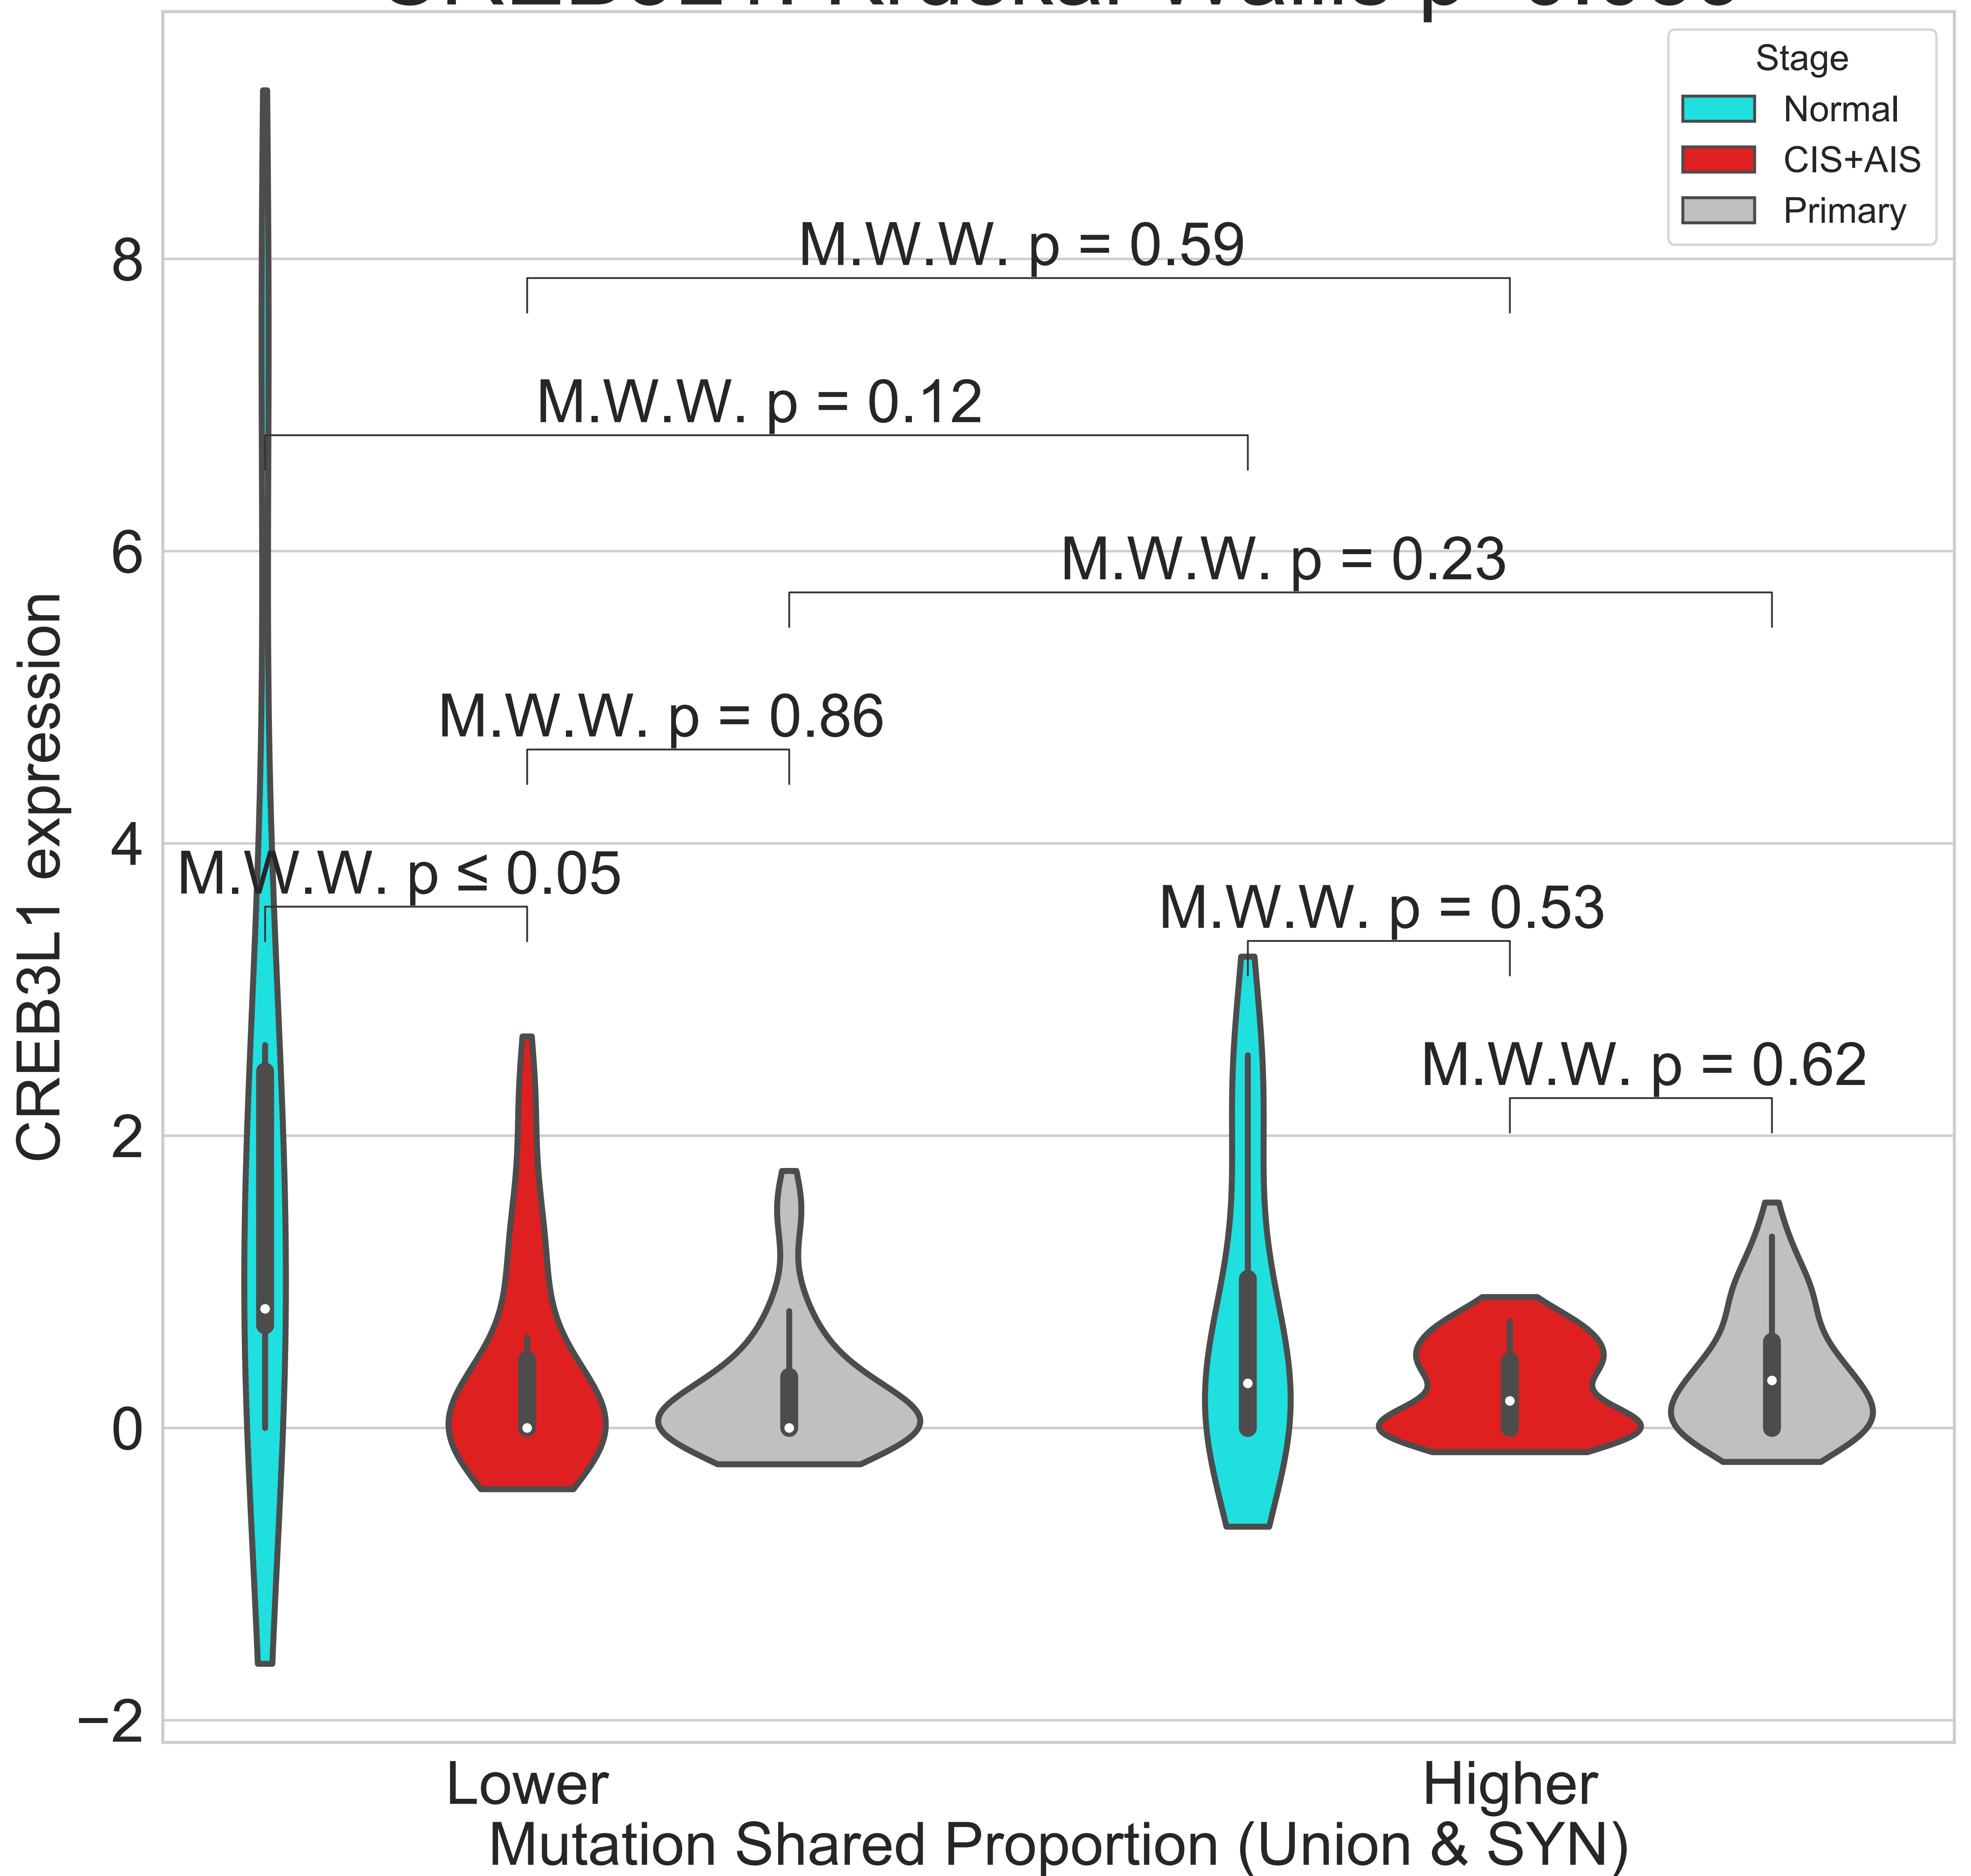 Stage
Normal
CIS+AIS
Primary
M.W.W. p = 0.59
M.W.W. p = 0.12
M.W.W. p = 0.23
M.W.W. p = 0.86
M.W.W. p ≤ 0.05
M.W.W. p = 0.53
M.W.W. p = 0.62
8
6
4
2
0
−2
CREB3L1 expression
Lower
Higher
Mutation Shared Proportion (Union & SYN)